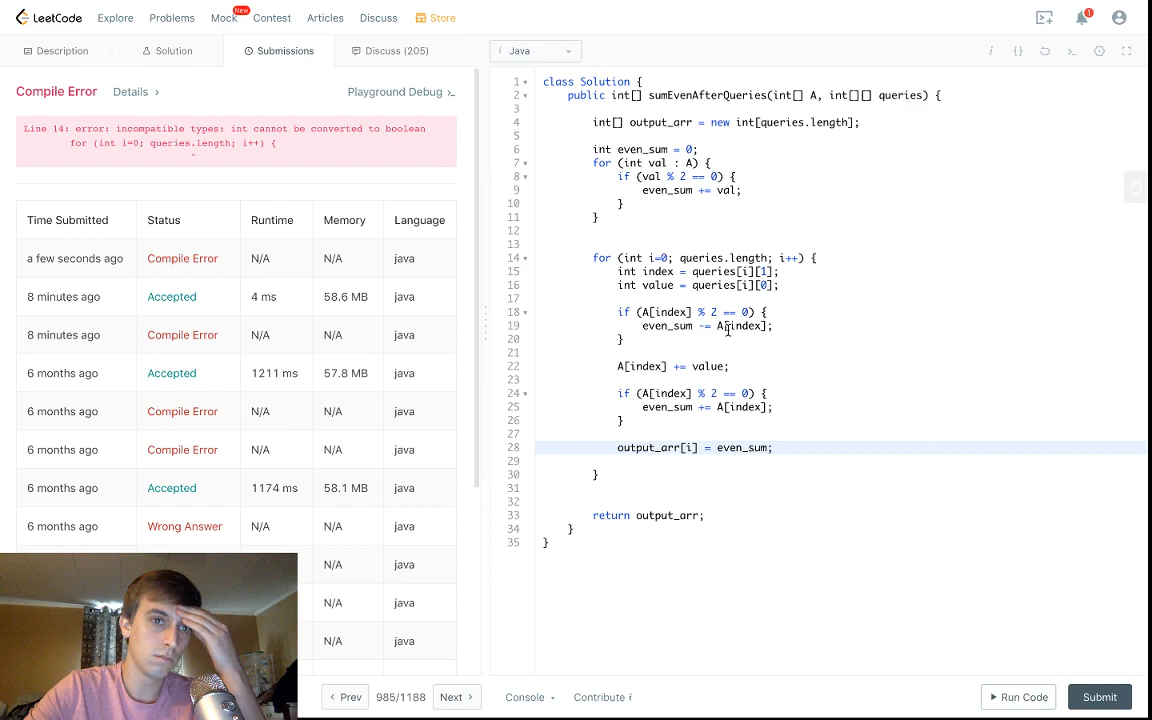 LeetCode Explore Problems Mock New Contest Articles Discuss Store 1
Description Solution Submissions Discuss (205) i Java
Compile Error Details > Playground Debug >_
Line 14: error: incompatible types: int cannot be converted to boolean
for (int i=0; queries.length; i++) {
^
Time Submitted Status Runtime Memory Language
a few seconds ago Compile Error N/A N/A java
8 minutes ago Accepted 4 ms 58.6 MB java
8 minutes ago Compile Error N/A N/A java
6 months ago Accepted 1211 ms 57.8 MB java
6 months ago Compile Error N/A N/A java
6 months ago Compile Error N/A N/A java
6 months ago Accepted 1174 ms 58.1 MB java
6 months ago Wrong Answer N/A N/A java
N/A java
N/A java
N/A java
‹ Prev 985/1188 Next ›
1 class Solution {
2 public int[] sumEvenAfterQueries(int[] A, int[][] queries) {
3
4 int[] output_arr = new int[queries.length];
5
6 int even_sum = 0;
7 for (int val : A) {
8 if (val % 2 == 0) {
9 even_sum += val;
10 }
11 }
12
13
14 for (int i=0; queries.length; i++) {
15 int index = queries[i][1];
16 int value = queries[i][0];
17
18 if (A[index] % 2 == 0) {
19 even_sum -= A[index];
20 }
21
22 A[index] += value;
23
24 if (A[index] % 2 == 0) {
25 even_sum += A[index];
26 }
27
28 output_arr[i] = even_sum;
29
30 }
31
32
33 return output_arr;
34 }
35 }
Console Contribute i Run Code Submit